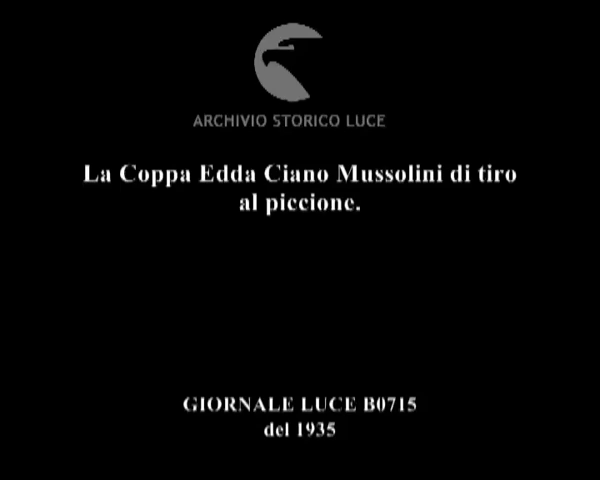 ARCHIVIO STORICO LUCE
La Coppa Edda Ciano Mussolini di tiro
al piccione.
GIORNALE LUCE B0715
del 1935